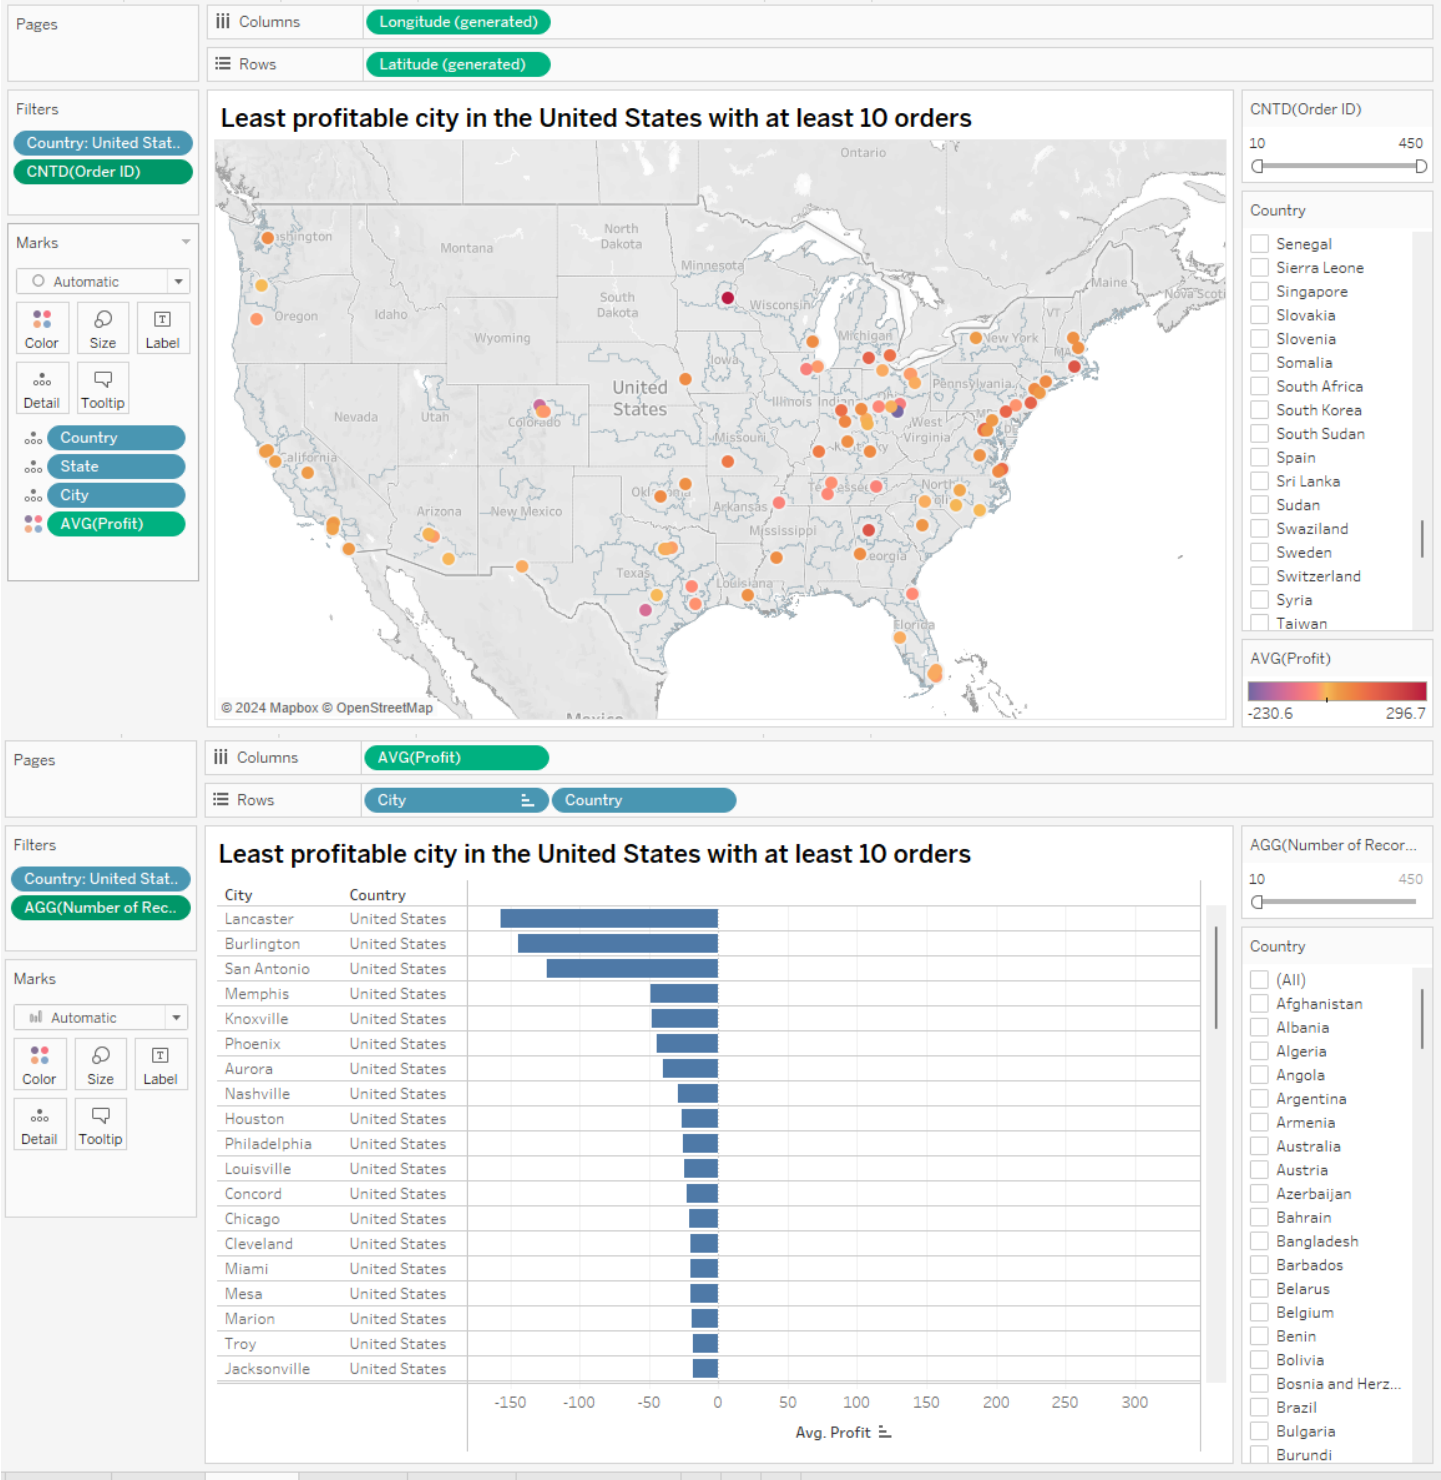 Pages
Columns
Longitude (generated)
Rows
Latitude (generated)
Filters
Country: United Stat..
CNTD(Order ID)
Marks
Automatic
Color
Size
Label
Detail
Tooltip
Country
State
City
AVG(Profit)
Least profitable city in the United States with at least 10 orders
Ontario
Washington
Montana
North
Dakota
Minnesota
Maine
Nova Scoti
Oregon
Idaho
South
Dakota
Wisconsin
Michigan
VT
New York
MA
Wyoming
Iowa
Pennsylvania
United
States
Illinois
Nevada
Utah
Colorado
Missouri
West
Virginia
California
Arizona
New Mexico
Arkansas
North
Mississippi
Georgia
Texas
Louisiana
Florida
© 2024 Mapbox © OpenStreetMap
CNTD(Order ID)
10
450
Country
Senegal
Sierra Leone
Singapore
Slovakia
Slovenia
Somalia
South Africa
South Korea
South Sudan
Spain
Sri Lanka
Sudan
Swaziland
Sweden
Switzerland
Syria
Taiwan
AVG(Profit)
-230.6
296.7
Pages
Columns
AVG(Profit)
Rows
City
Country
Filters
Country: United Stat..
AGG(Number of Rec..
Marks
Automatic
Color
Size
Label
Detail
Tooltip
Least profitable city in the United States with at least 10 orders
City Country
Lancaster United States
Burlington United States
San Antonio United States
Memphis United States
Knoxville United States
Phoenix United States
Aurora United States
Nashville United States
Houston United States
Philadelphia United States
Louisville United States
Concord United States
Chicago United States
Cleveland United States
Miami United States
Mesa United States
Marion United States
Troy United States
Jacksonville United States
-150 -100 -50 0 50 100 150 200 250 300
Avg. Profit
AGG(Number of Recor...
10
450
Country
(All)
Afghanistan
Albania
Algeria
Angola
Argentina
Armenia
Australia
Austria
Azerbaijan
Bahrain
Bangladesh
Barbados
Belarus
Belgium
Benin
Bolivia
Bosnia and Herz...
Brazil
Bulgaria
Burundi